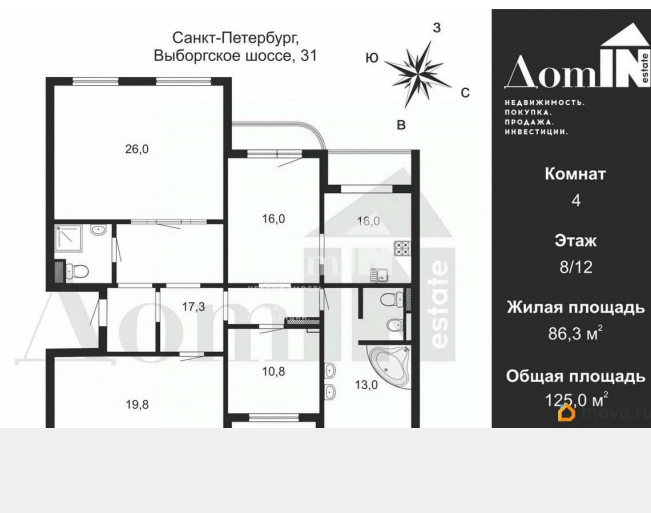 Санкт-Петербург,
Выборгское шоссе, 31
З
Ю
С
В
26,0
16,0
16,0
17,3
10,8
13,0
19,8
ДомIN
estate
ДомIN
estate
НЕДВИЖИМОСТЬ.
ПОКУПКА.
ПРОДАЖА.
ИНВЕСТИЦИИ.
Комнат
4
Этаж
8/12
Жилая площадь
86,3 м²
Общая площадь
125,0 м²
move.ru